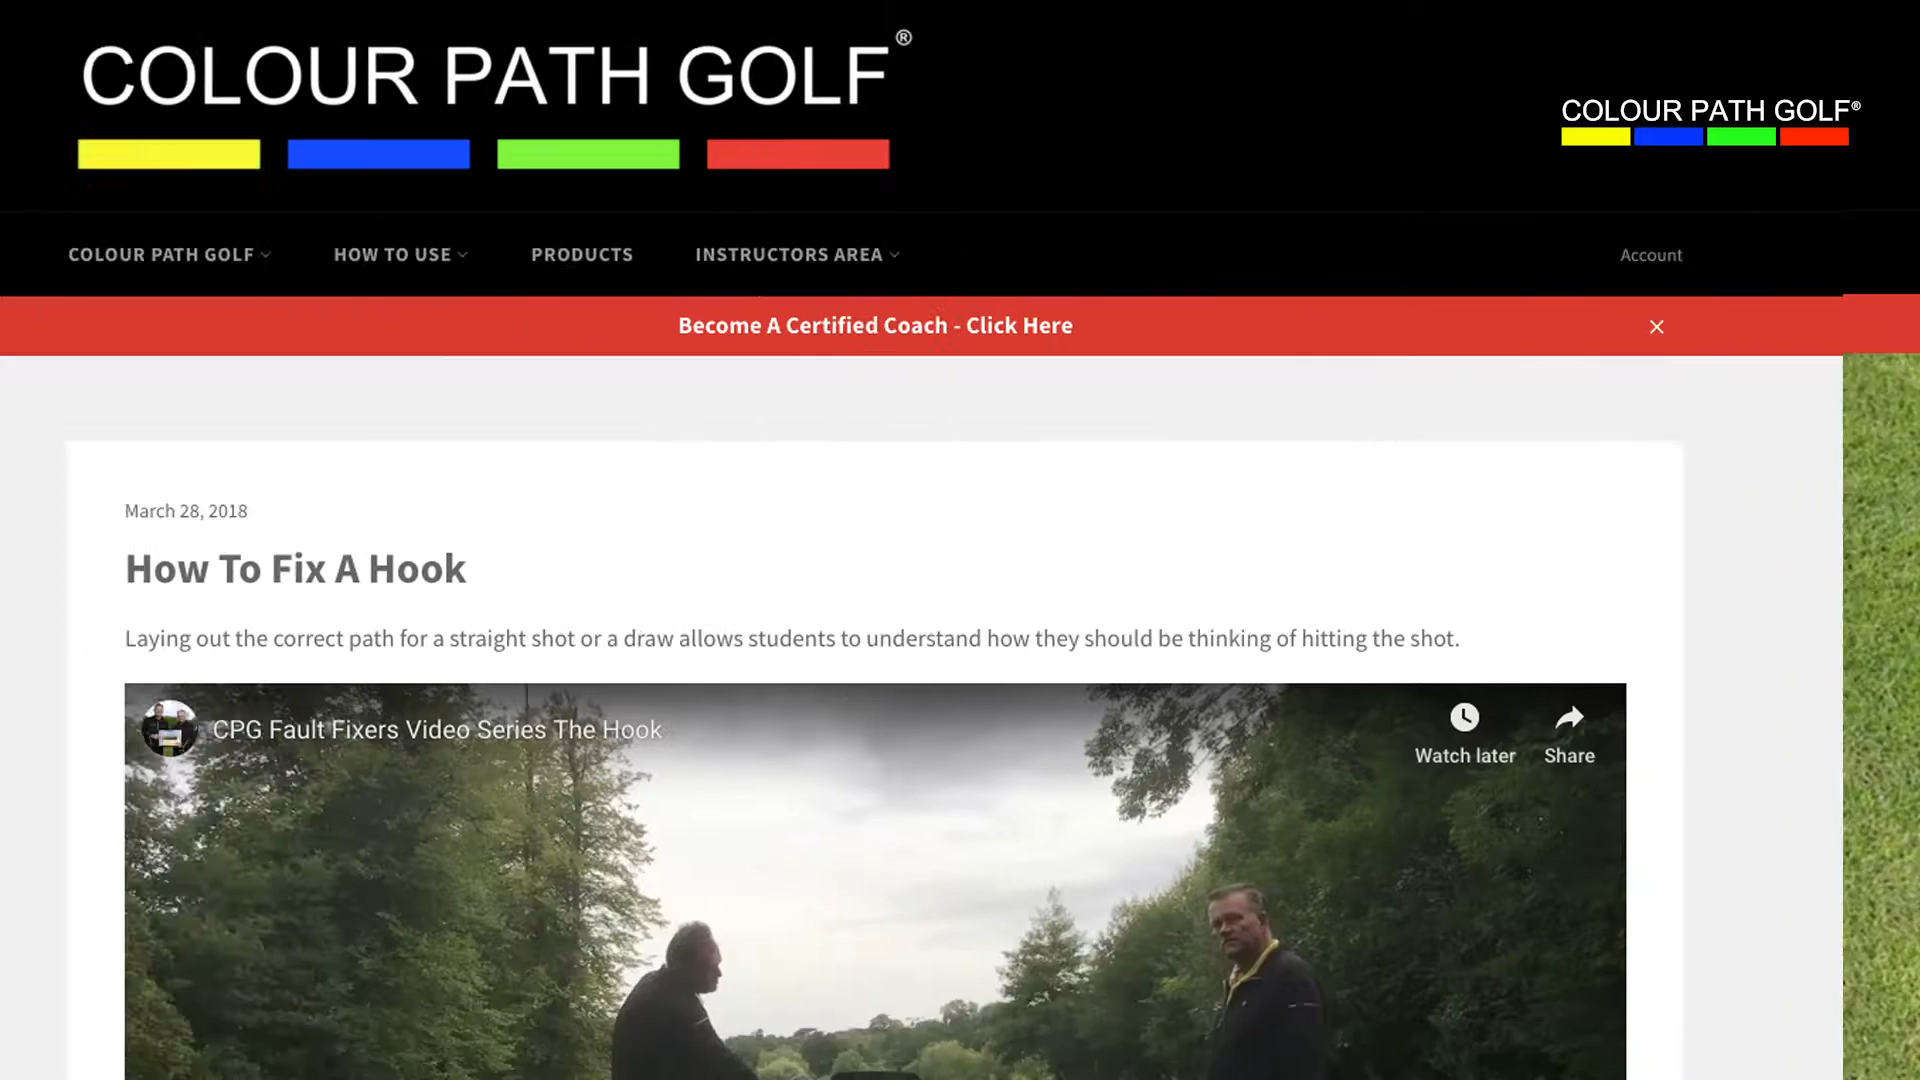 COLOUR PATH GOLF®
COLOUR PATH GOLF®
COLOUR PATH GOLF HOW TO USE PRODUCTS INSTRUCTORS AREA Account
Become A Certified Coach - Click Here
March 28, 2018
How To Fix A Hook
Laying out the correct path for a straight shot or a draw allows students to understand how they should be thinking of hitting the shot.
CPG Fault Fixers Video Series The Hook
Watch later Share